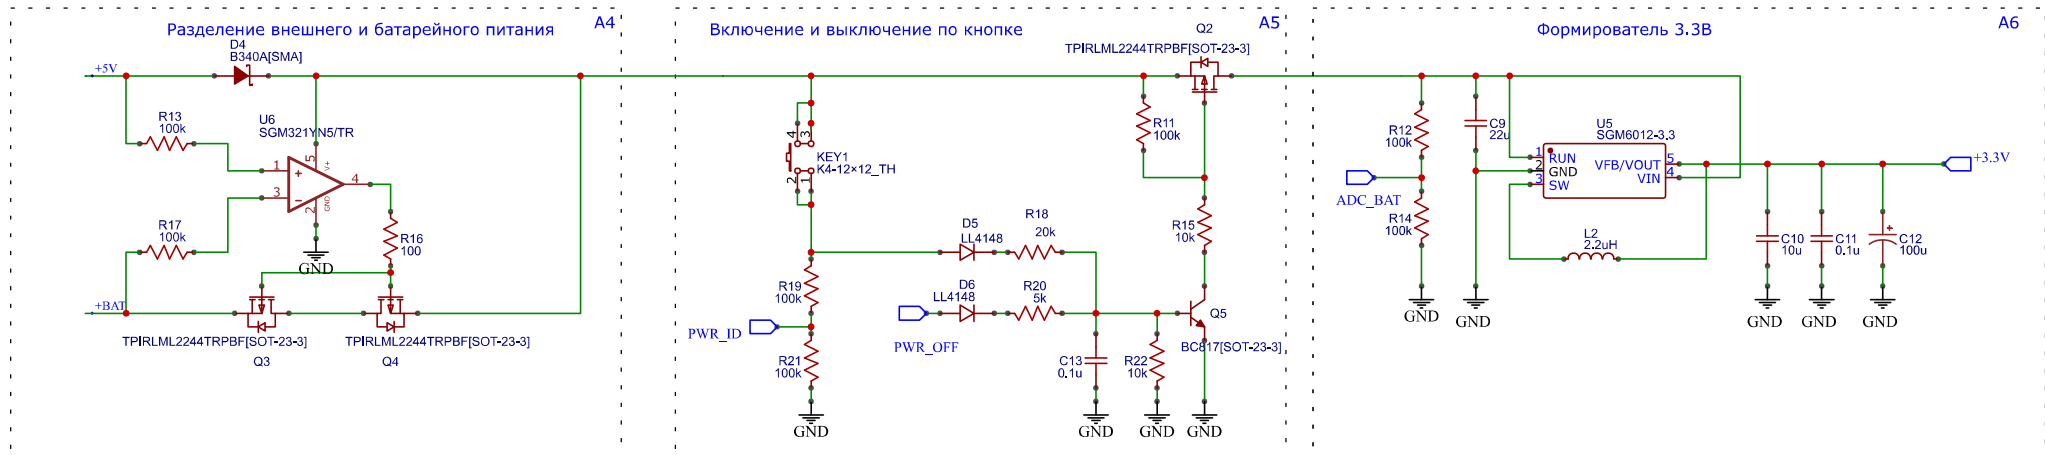 Разделение внешнего и батарейного питания
A4
D4
B340A[SMA]
+5V
R13
100k
U6
SGM321YN5/TR
1
5
V+
+
4
3
−
2
GND
R17
100k
R16
100
GND
+BAT
TPIRLML2244TRPBF[SOT-23-3]
Q3
TPIRLML2244TRPBF[SOT-23-3]
Q4
Включение и выключение по кнопке
A5
Q2
TPIRLML2244TRPBF[SOT-23-3]
R11
100k
4
3
KEY1
K4-12×12_TH
2
1
R15
10k
D5
LL4148
R18
20k
R19
100k
D6
LL4148
R20
5k
Q5
BC817[SOT-23-3]
PWR_ID
PWR_OFF
R21
100k
C13
0.1u
R22
10k
GND
GND
GND
GND
Формирователь 3.3В
A6
R12
100k
C9
22u
U5
SGM6012-3.3
1
RUN
2
GND
3
SW
VFB/VOUT
5
VIN
4
+3.3V
ADC_BAT
R14
100k
L2
2.2uH
C10
10u
C11
0.1u
+
C12
100u
GND
GND
GND
GND
GND